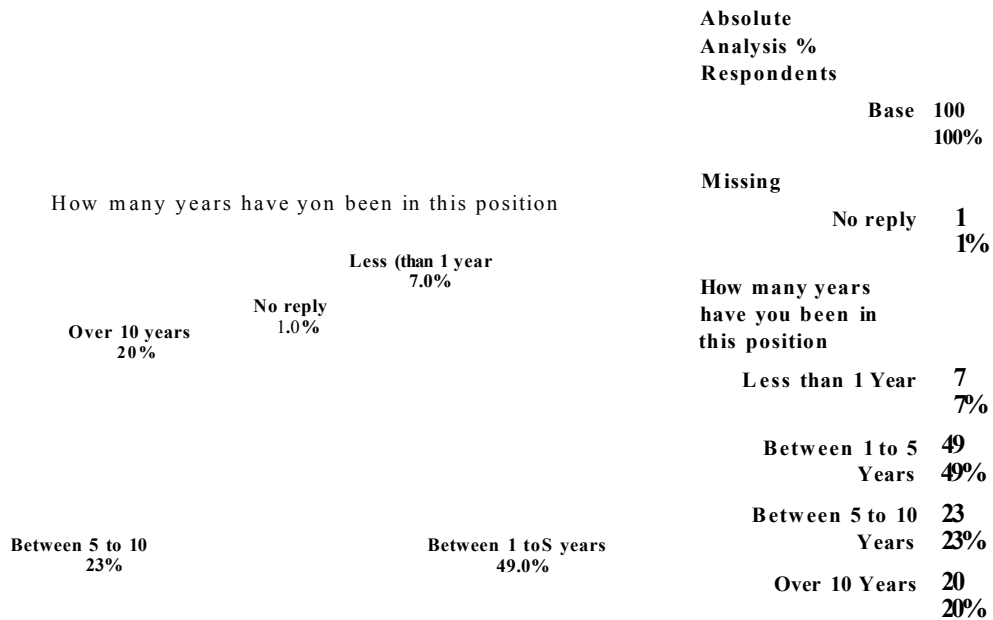 How many years have yon been in this position
Less (than 1 year
7.0%
No reply
1.0%
Over 10 years
20%
Between 5 to 10
23%
Between 1 toS years
49.0%
Absolute
Analysis %
Respondents
Base 100
100%
Missing
No reply 1
1%
How many years
have you been in
this position
Less than 1 Year 7
7%
Between 1 to 5 49
Years 49%
Between 5 to 10 23
Years 23%
Over 10 Years 20
20%